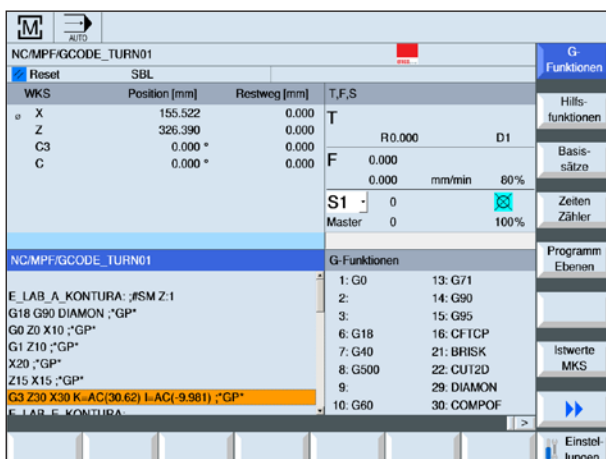 M
AUTO
NC/MPF/GCODE_TURN01
Reset SBL
WKS Position [mm] Restweg [mm]
X 155.522 0.000
Z 326.390 0.000
C3 0.000 ° 0.000
C 0.000 ° 0.000
T,F,S
T
R0.000 D1
F 0.000
0.000 mm/min 80%
S1 0
Master 0 100%
NC/MPF/GCODE_TURN01
E_LAB_A_KONTURA: ;#SM Z:1
G18 G90 DIAMON ;*GP*
G0 Z0 X10 ;*GP*
G1 Z10 ;*GP*
X20 ;*GP*
Z15 X15 ;*GP*
G3 Z30 X30 K=AC(30.62) I=AC(-9.981) ;*GP*
E_LAB_E_KONTURA:
G-Funktionen
1: G0 13: G71
2: 14: G90
3: 15: G95
6: G18 16: CFTCP
7: G40 21: BRISK
8: G500 22: CUT2D
9: 29: DIAMON
10: G60 30: COMPOF
>
G-
Funktionen
Hilfs-
funktionen
Basis-
sätze
Zeiten
Zähler
Programm
Ebenen
Istwerte
MKS
Einstel-
lungen